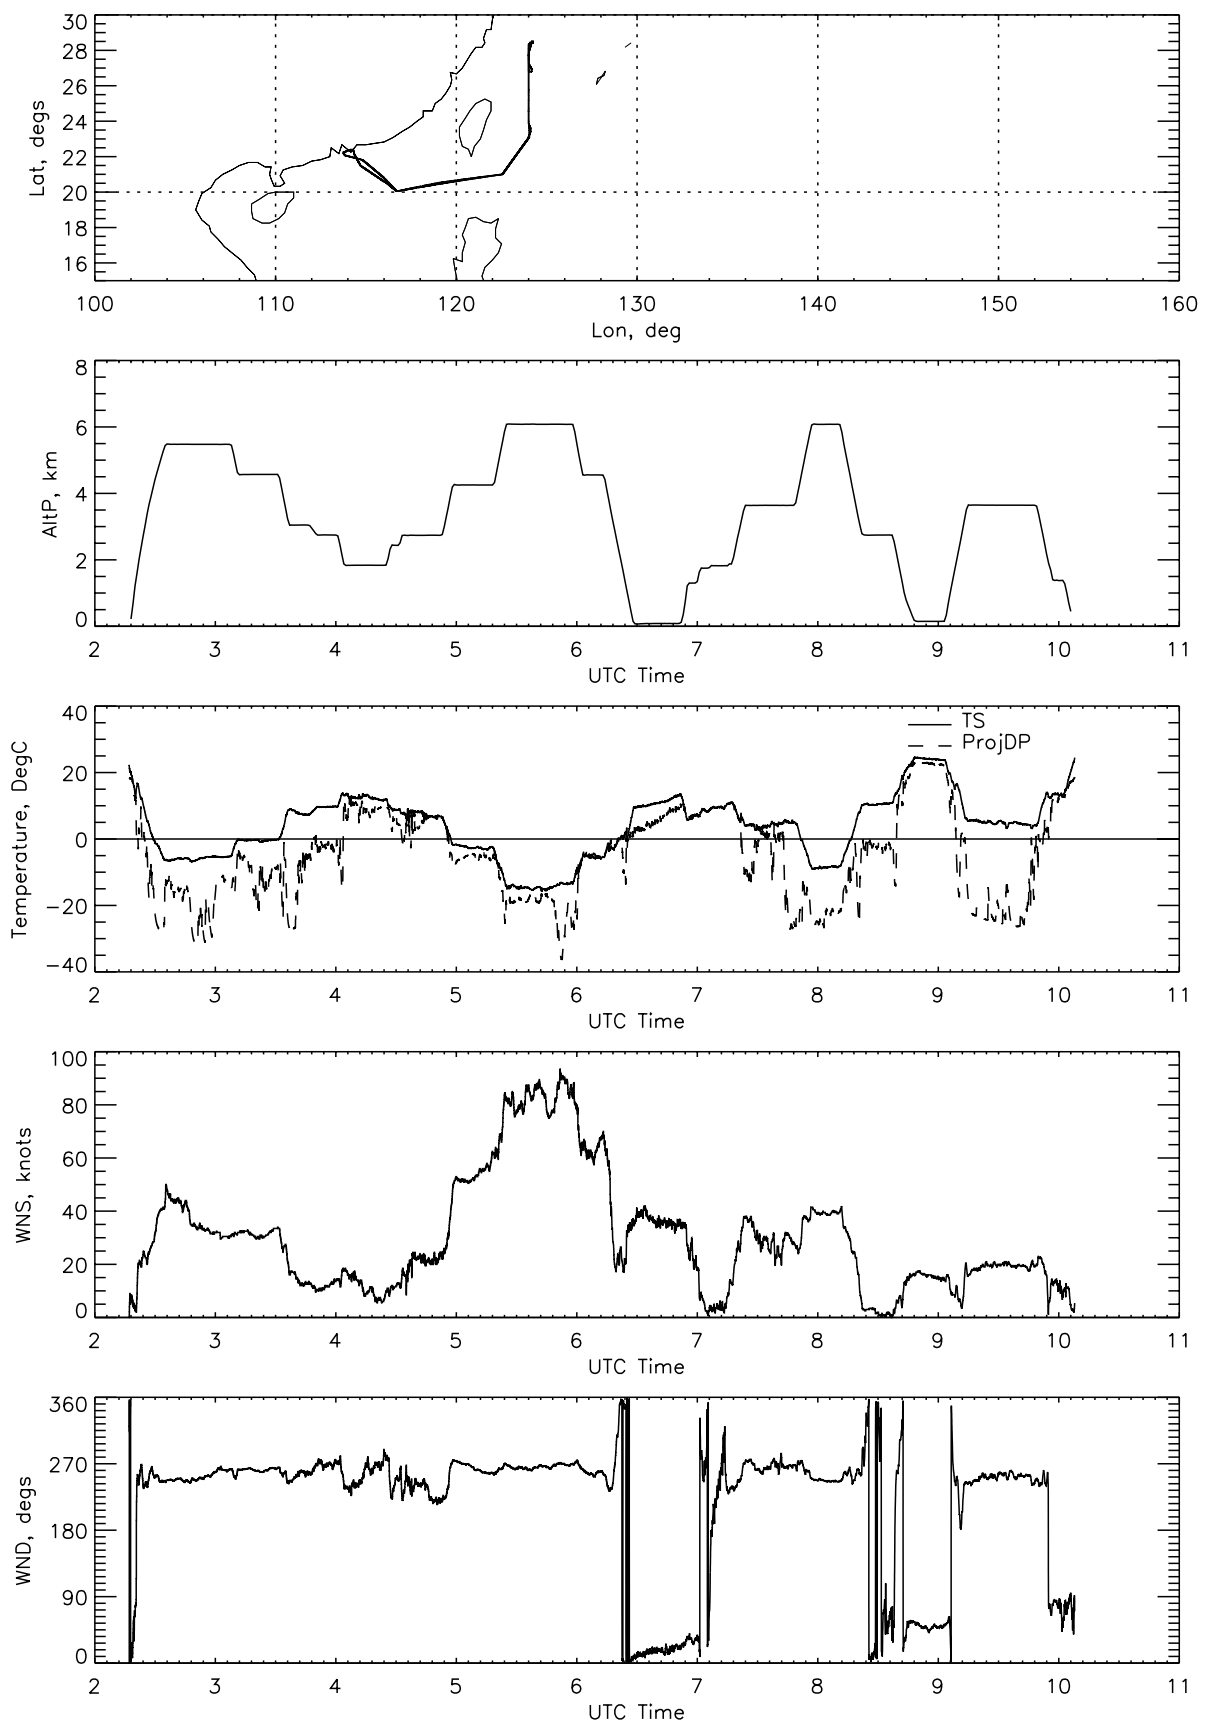 30
28
26
24
22
20
18
16
Lat, degs
100 110 120 130 140 150 160
Lon, deg
8
6
4
2
0
AltP, km
2 3 4 5 6 7 8 9 10 11
UTC Time
40
20
0
−20
−40
Temperature, DegC
TS
ProjDP
2 3 4 5 6 7 8 9 10 11
UTC Time
100
80
60
40
20
0
WNS, knots
2 3 4 5 6 7 8 9 10 11
UTC Time
360
270
180
90
0
WND, degs
2 3 4 5 6 7 8 9 10 11
UTC Time